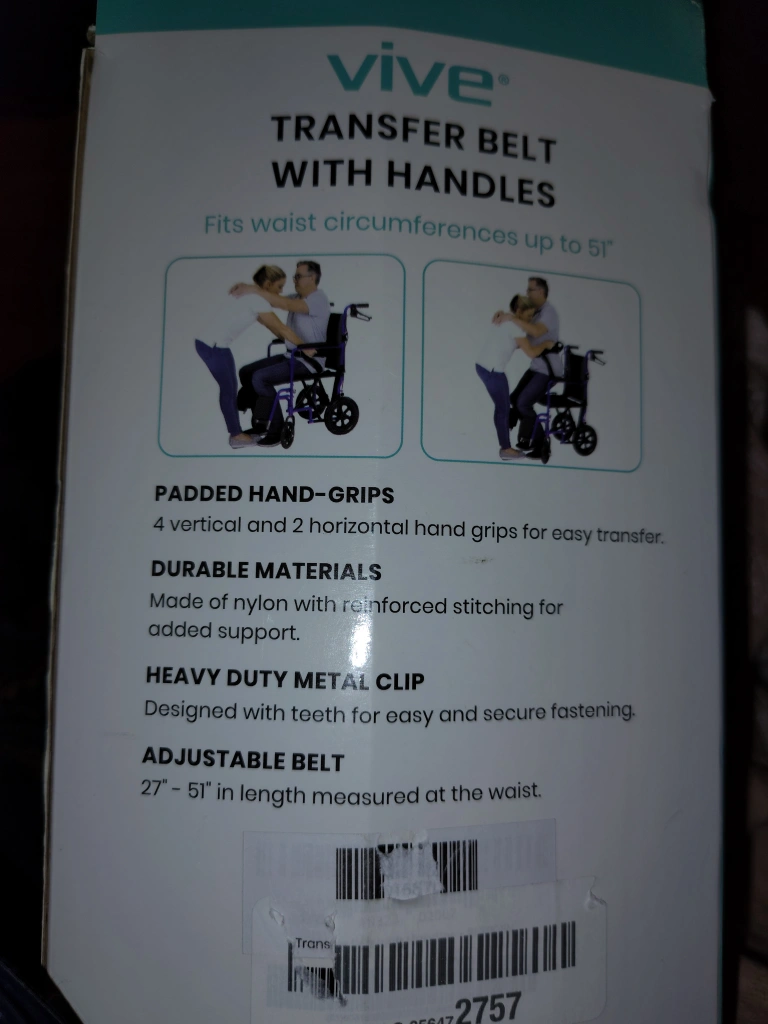 vive®
TRANSFER BELT
WITH HANDLES
Fits waist circumferences up to 51"
PADDED HAND-GRIPS
4 vertical and 2 horizontal hand grips for easy transfer.
DURABLE MATERIALS
Made of nylon with reinforced stitching for
added support.
HEAVY DUTY METAL CLIP
Designed with teeth for easy and secure fastening.
ADJUSTABLE BELT
27" - 51" in length measured at the waist.
Trans
2757